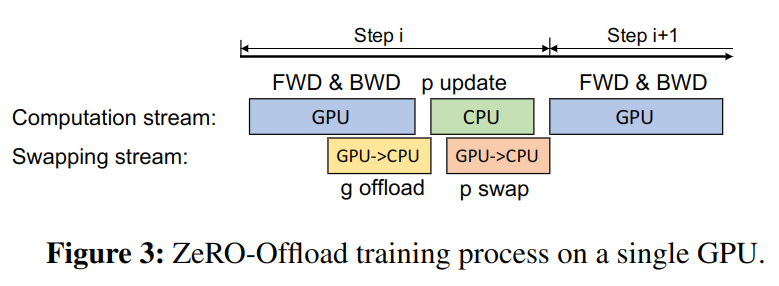 Step i Step i+1
FWD & BWD p update FWD & BWD
Computation stream: GPU CPU GPU
Swapping stream: GPU->CPU GPU->CPU
g offload p swap
Figure 3: ZeRO-Offload training process on a single GPU.